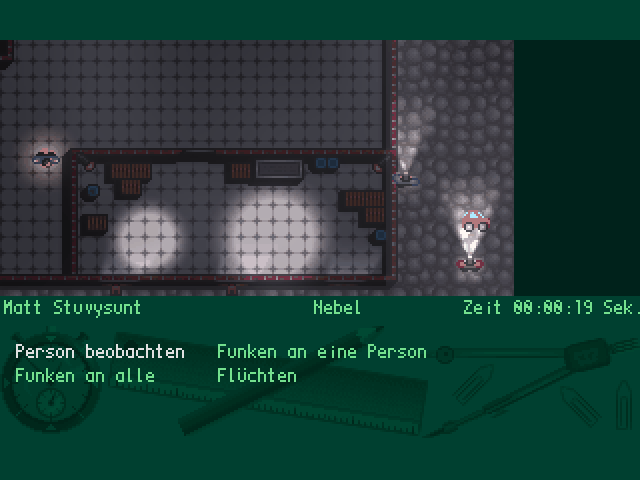 Matt Stuvysunt Nebel Zeit 00:00:19 Sek.
Person beobachten Funken an eine Person
Funken an alle Flüchten